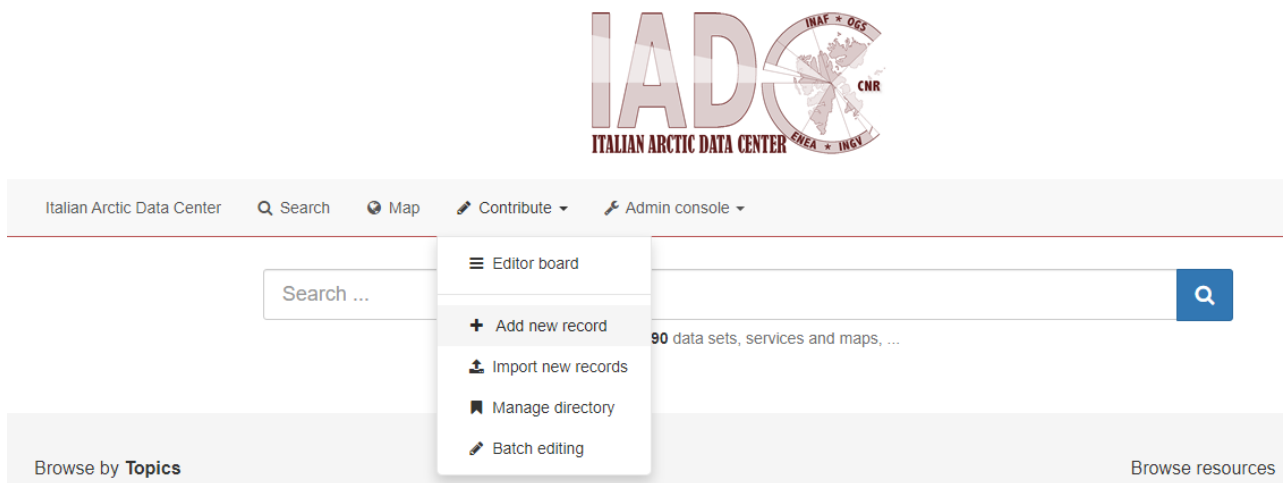 IADC
INAF * OGS
CNR
ENEA * INGV
ITALIAN ARCTIC DATA CENTER
Italian Arctic Data Center Search Map Contribute Admin console
Editor board
Search ...
Add new record
90 data sets, services and maps, ...
Import new records
Manage directory
Batch editing
Browse by Topics
Browse resources